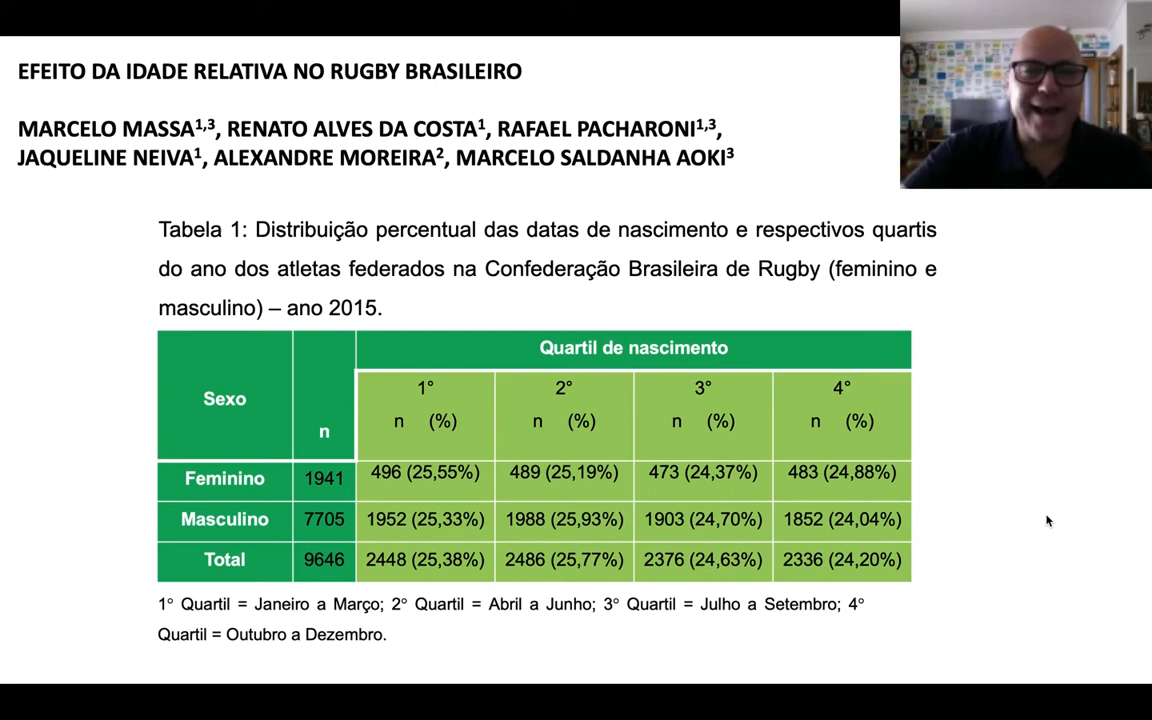 EFEITO DA IDADE RELATIVA NO RUGBY BRASILEIRO
MARCELO MASSA1,3, RENATO ALVES DA COSTA1, RAFAEL PACHARONI1,3,
JAQUELINE NEIVA1, ALEXANDRE MOREIRA2, MARCELO SALDANHA AOKI3
Tabela 1: Distribuição percentual das datas de nascimento e respectivos quartis
do ano dos atletas federados na Confederação Brasileira de Rugby (feminino e
masculino) – ano 2015.
Sexo n Quartil de nascimento
1° 2° 3° 4°
n (%) n (%) n (%) n (%)
Feminino 1941 496 (25,55%) 489 (25,19%) 473 (24,37%) 483 (24,88%)
Masculino 7705 1952 (25,33%) 1988 (25,93%) 1903 (24,70%) 1852 (24,04%)
Total 9646 2448 (25,38%) 2486 (25,77%) 2376 (24,63%) 2336 (24,20%)
1° Quartil = Janeiro a Março; 2° Quartil = Abril a Junho; 3° Quartil = Julho a Setembro; 4°
Quartil = Outubro a Dezembro.